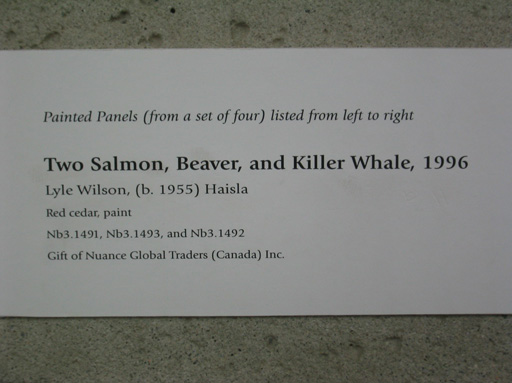 Painted Panels (from a set of four) listed from left to right
Two Salmon, Beaver, and Killer Whale, 1996
Lyle Wilson, (b. 1955) Haisla
Red cedar, paint
Nb3.1491, Nb3.1493, and Nb3.1492
Gift of Nuance Global Traders (Canada) Inc.